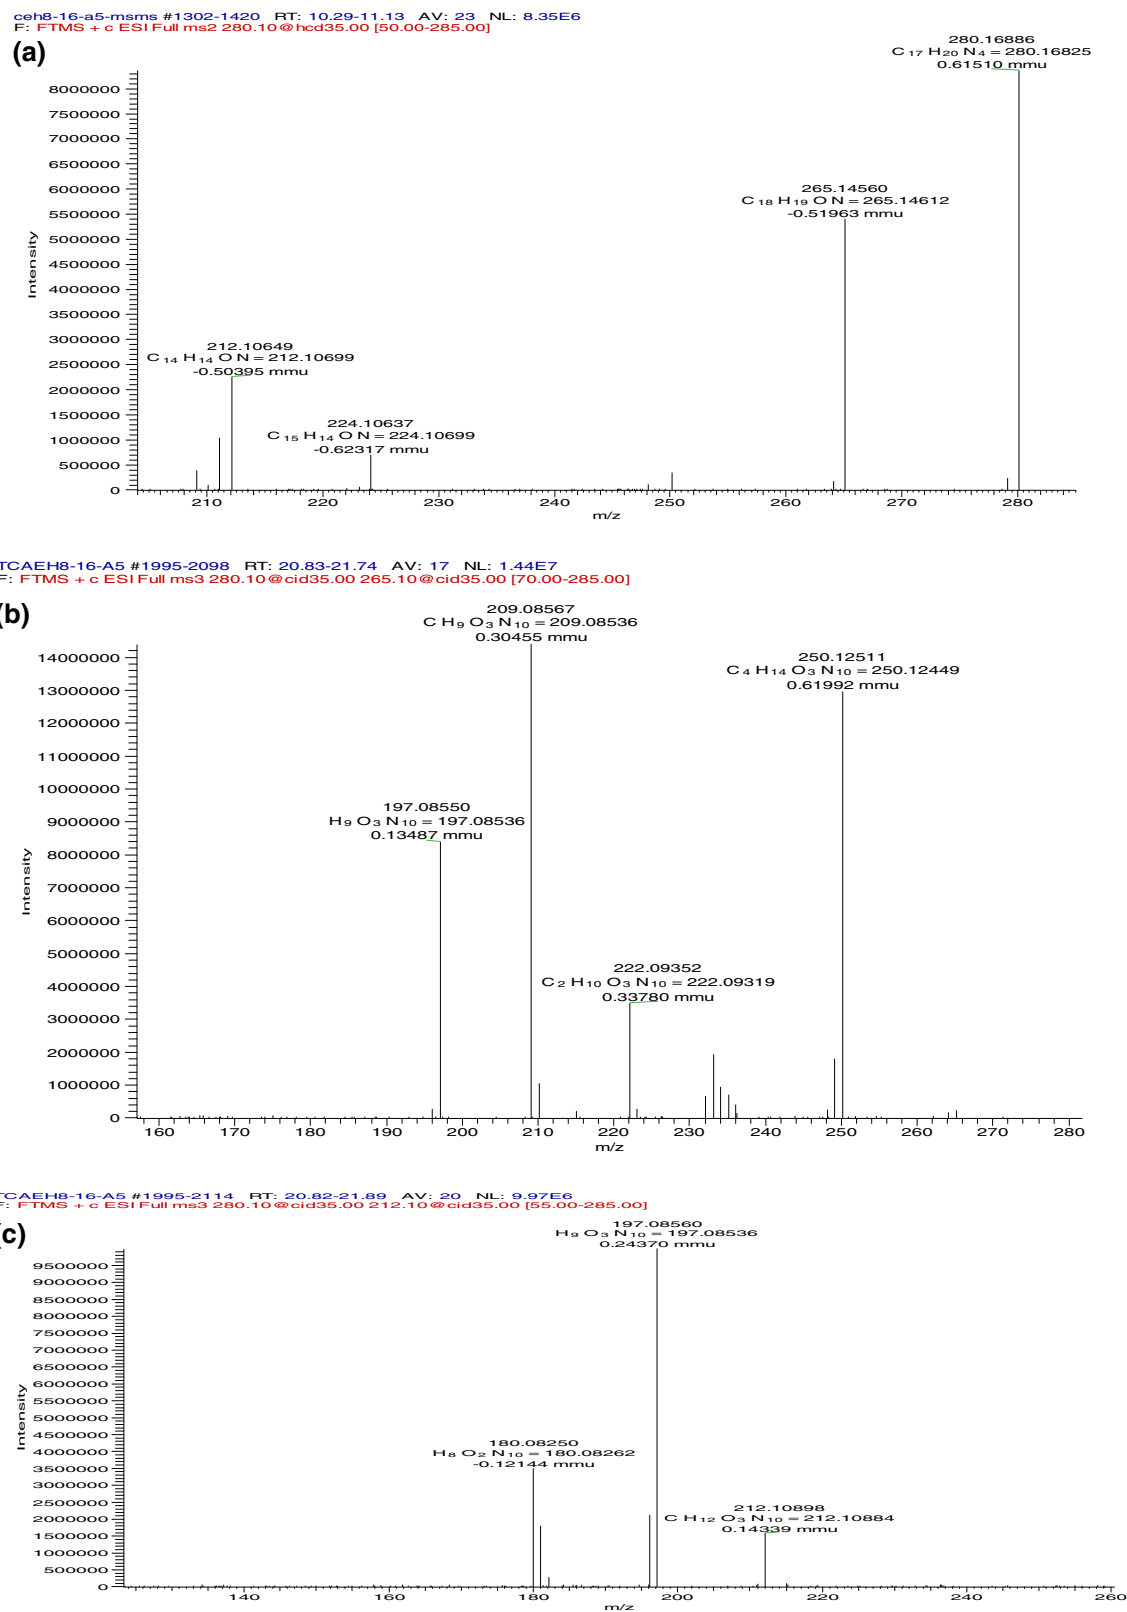 ceh8-16-a5-msms #1302-1420 RT: 10.29-11.13 AV: 23 NL: 8.35E6
F: FTMS + c ESI Full ms2 280.10@hcd35.00 [50.00-285.00]
(a)
280.16886
C 17 H 20 N 4 = 280.16825
0.61510 mmu
8000000
7500000
7000000
6500000
6000000
5500000
5000000
4500000
4000000
3500000
3000000
2500000
2000000
1500000
1000000
500000
0
Intensity
265.14560
C 18 H 19 O N = 265.14612
-0.51963 mmu
212.10649
C 14 H 14 O N = 212.10699
-0.50395 mmu
224.10637
C 15 H 14 O N = 224.10699
-0.62317 mmu
210 220 230 240 250 260 270 280
m/z
TCAEH8-16-A5 #1995-2098 RT: 20.83-21.74 AV: 17 NL: 1.44E7
F: FTMS + c ESI Full ms3 280.10@cid35.00 265.10@cid35.00 [70.00-285.00]
(b)
209.08567
C H 9 O 3 N 10 = 209.08536
0.30455 mmu
250.12511
C 4 H 14 O 3 N 10 = 250.12449
0.61992 mmu
14000000
13000000
12000000
11000000
10000000
9000000
8000000
7000000
6000000
5000000
4000000
3000000
2000000
1000000
0
Intensity
197.08550
H 9 O 3 N 10 = 197.08536
0.13487 mmu
222.09352
C 2 H 10 O 3 N 10 = 222.09319
0.33780 mmu
160 170 180 190 200 210 220 230 240 250 260 270 280
m/z
TCAEH8-16-A5 #1995-2114 RT: 20.82-21.89 AV: 20 NL: 9.97E6
F: FTMS + c ESI Full ms3 280.10@cid35.00 212.10@cid35.00 [55.00-285.00]
(c)
197.08560
H 9 O 3 N 10 = 197.08536
0.24370 mmu
9500000
9000000
8500000
8000000
7500000
7000000
6500000
6000000
5500000
5000000
4500000
4000000
3500000
3000000
2500000
2000000
1500000
1000000
500000
0
Intensity
180.08250
H 8 O 2 N 10 = 180.08262
-0.12144 mmu
212.10898
C H 12 O 3 N 10 = 212.10884
0.14339 mmu
140 160 180 200 220 240 260
m/z